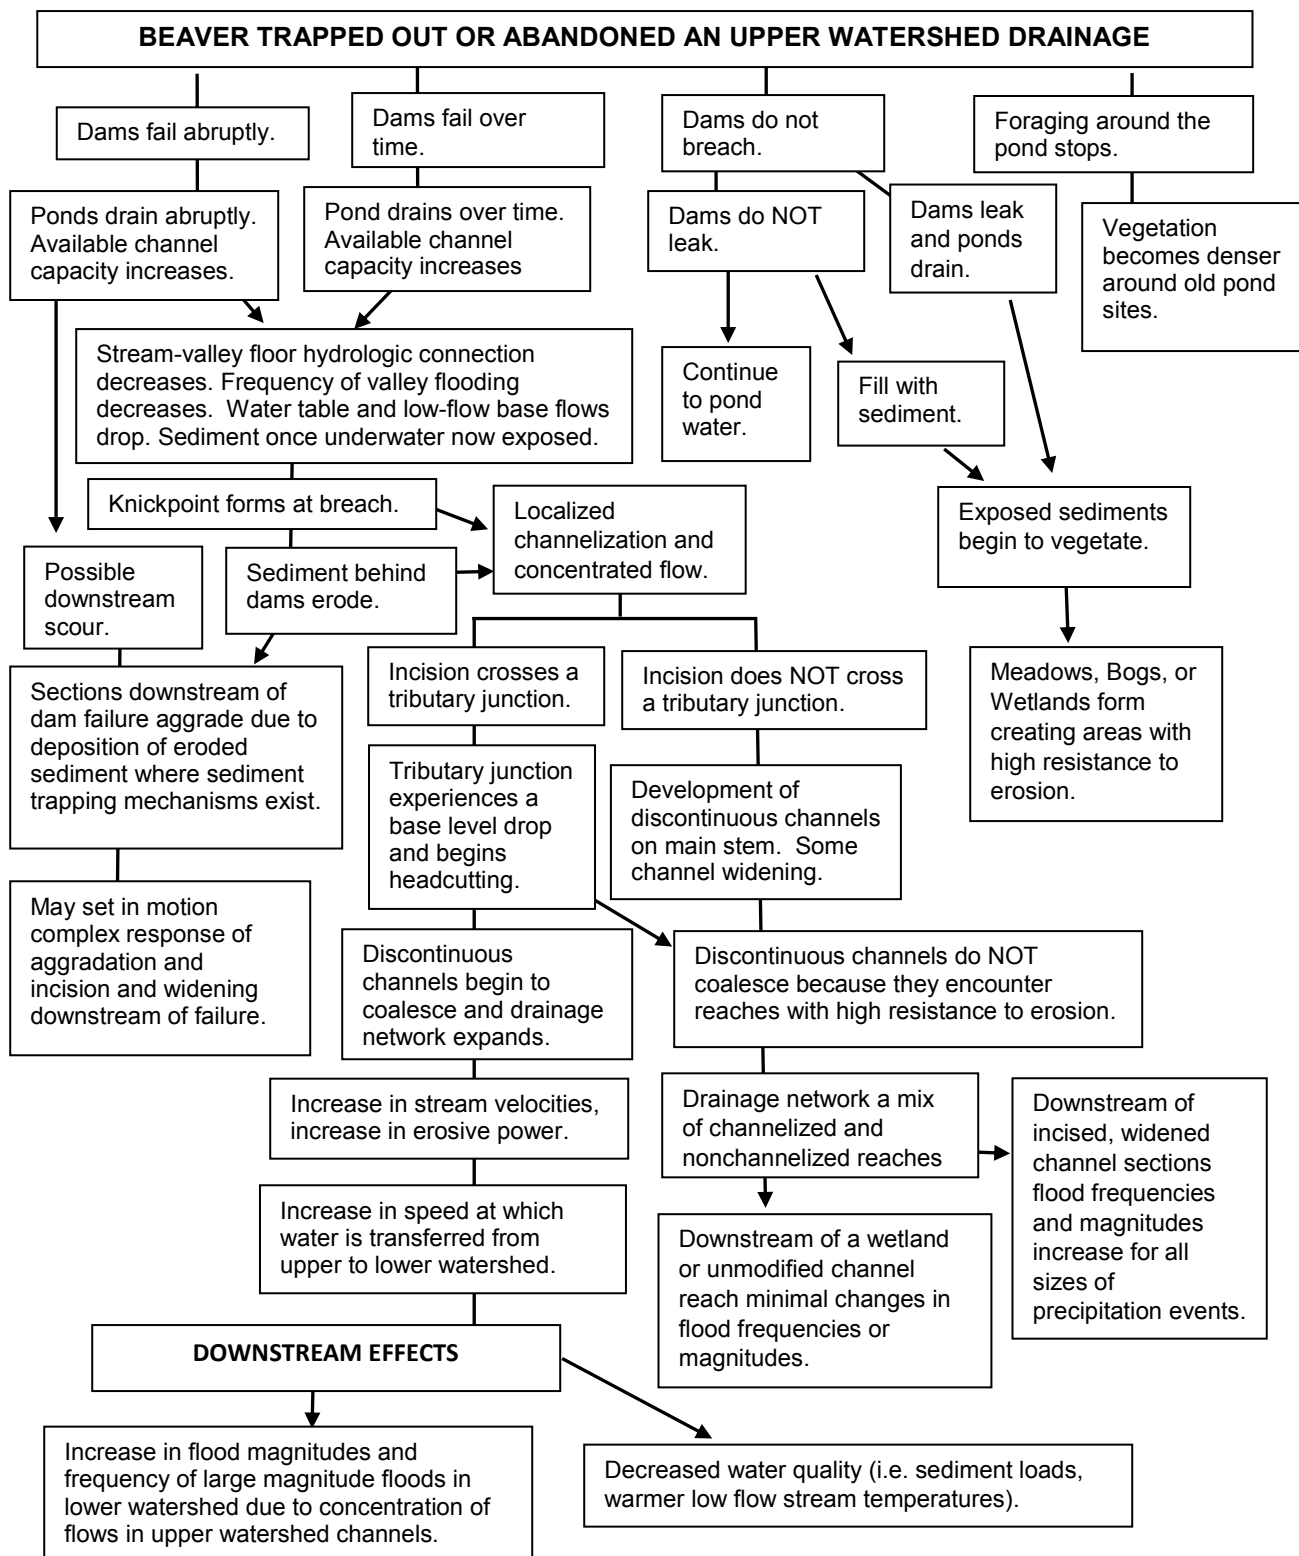 BEAVER TRAPPED OUT OR ABANDONED AN UPPER WATERSHED DRAINAGE
Dams fail abruptly.
Dams fail over
time.
Dams do not
breach.
Foraging around the
pond stops.
Ponds drain abruptly.
Available channel
capacity increases.
Pond drains over time.
Available channel
capacity increases
Dams do NOT
leak.
Dams leak
and ponds
drain.
Vegetation
becomes denser
around old pond
sites.
Stream-valley floor hydrologic connection
decreases. Frequency of valley flooding
decreases.  Water table and low-flow base flows
drop. Sediment once underwater now exposed.
Continue
to pond
water.
Fill with
sediment.
Knickpoint forms at breach.
Localized
channelization and
concentrated flow.
Exposed sediments
begin to vegetate.
Possible
downstream
scour.
Sediment behind
dams erode.
Incision crosses a
tributary junction.
Incision does NOT cross
a tributary junction.
Meadows, Bogs, or
Wetlands form
creating areas with
high resistance to
erosion.
Sections downstream of
dam failure aggrade due to
deposition of eroded
sediment where sediment
trapping mechanisms exist.
Tributary junction
experiences a
base level drop
and begins
headcutting.
Development of
discontinuous channels
on main stem.  Some
channel widening.
May set in motion
complex response of
aggradation and
incision and widening
downstream of failure.
Discontinuous
channels begin to
coalesce and drainage
network expands.
Discontinuous channels do NOT
coalesce because they encounter
reaches with high resistance to erosion.
Increase in stream velocities,
increase in erosive power.
Drainage network a mix
of channelized and
nonchannelized reaches
Downstream of
incised, widened
channel sections
flood frequencies
and magnitudes
increase for all
sizes of
precipitation events.
Increase in speed at which
water is transferred from
upper to lower watershed.
Downstream of a wetland
or unmodified channel
reach minimal changes in
flood frequencies or
magnitudes.
DOWNSTREAM EFFECTS
Increase in flood magnitudes and
frequency of large magnitude floods in
lower watershed due to concentration of
flows in upper watershed channels.
Decreased water quality (i.e. sediment loads,
warmer low flow stream temperatures).